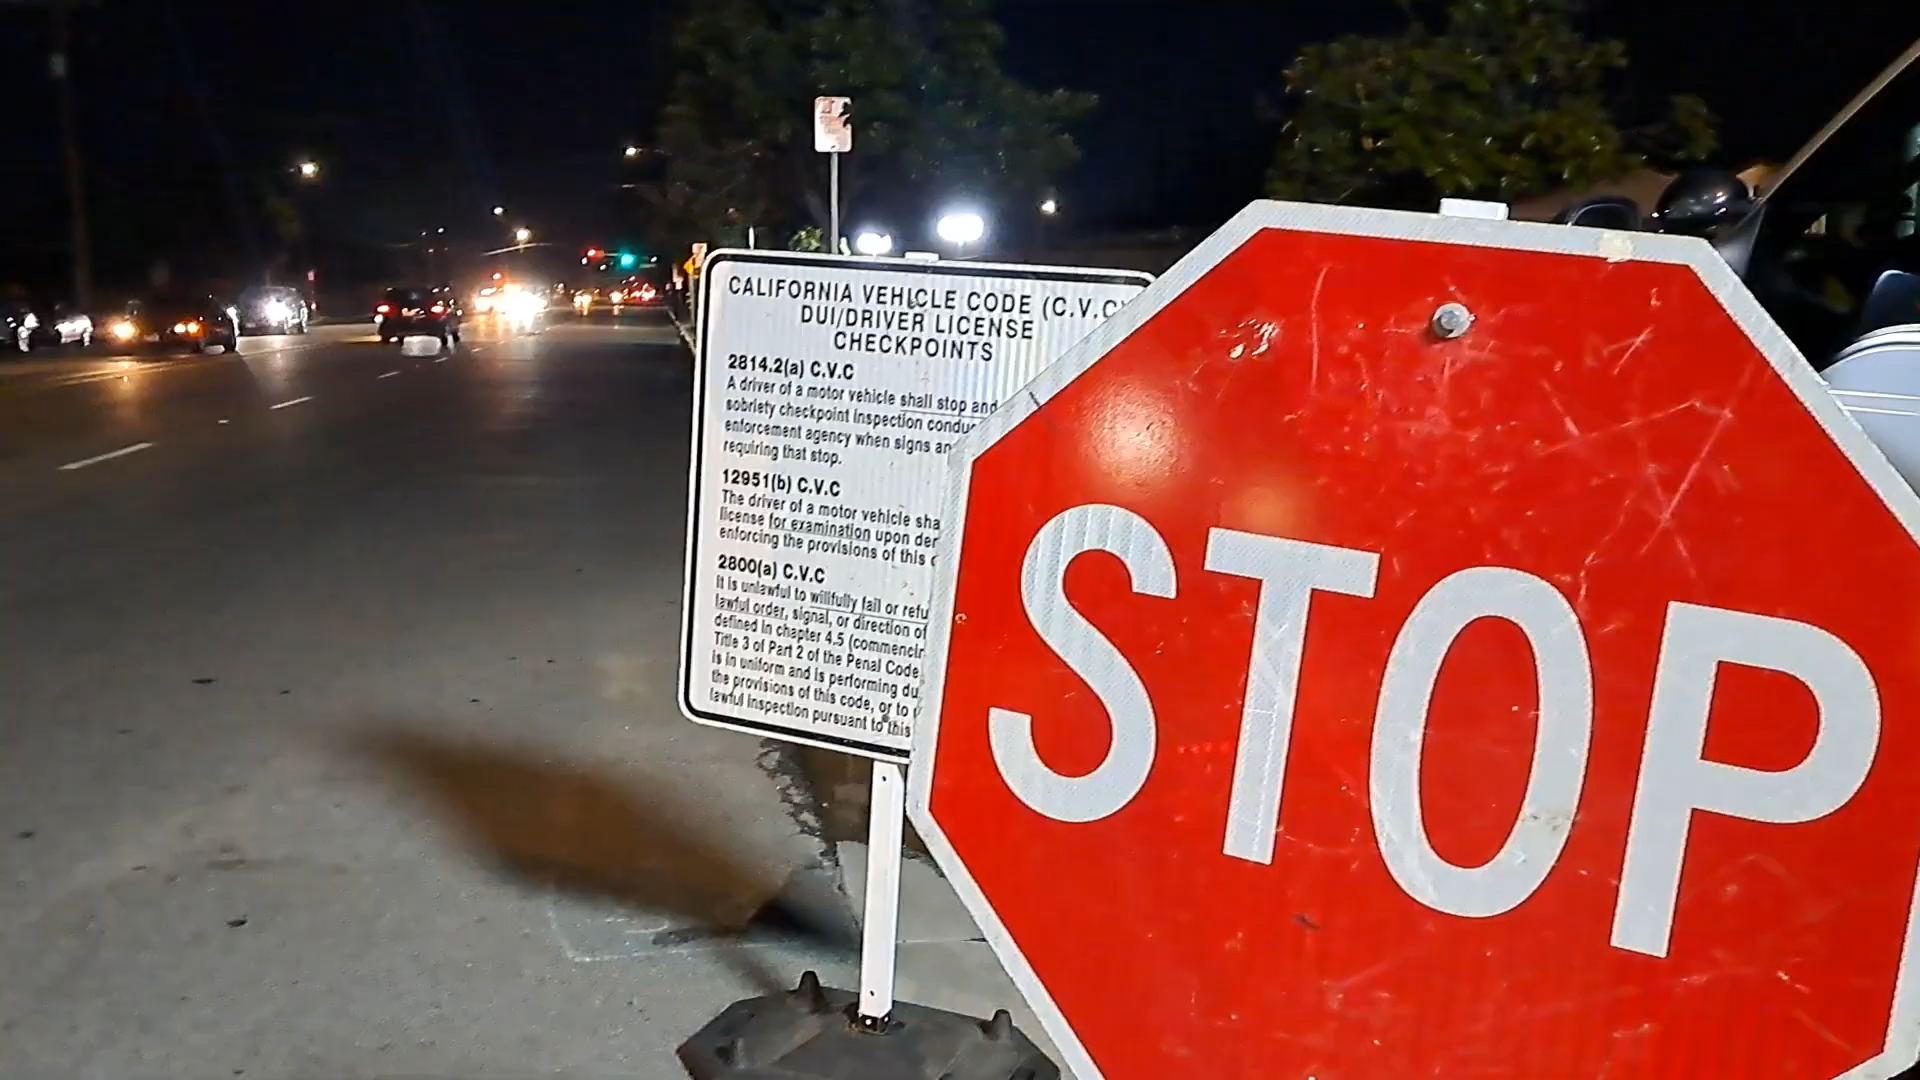 CALIFORNIA VEHICLE CODE (C.V.C
DUI/DRIVER LICENSE
CHECKPOINTS
2814.2(a) C.V.C
A driver of a motor vehicle shall stop and
sobriety checkpoint inspection
enforcement agency when signs
requiring that stop.
12951(b) C.V.C
The driver of a motor vehicle
license for examination upon
enforcing the provisions of this
2800(a) C.V.C
It is unlawful to willfully fail or
lawful order, signal, or direction of
defined in chapter 4.5
Title 3 of Part 2 of the Penal Code
is in uniform and is performing
the provisions of this code, or to
lawful inspection pursuant to this
STOP